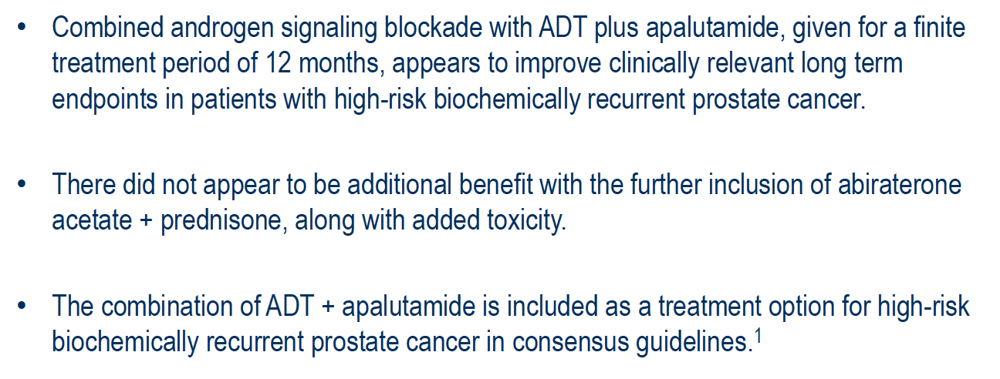 • Combined androgen signaling blockade with ADT plus apalutamide, given for a finite
treatment period of 12 months, appears to improve clinically relevant long term
endpoints in patients with high-risk biochemically recurrent prostate cancer.
• There did not appear to be additional benefit with the further inclusion of abiraterone
acetate + prednisone, along with added toxicity.
• The combination of ADT + apalutamide is included as a treatment option for high-risk
biochemically recurrent prostate cancer in consensus guidelines.¹